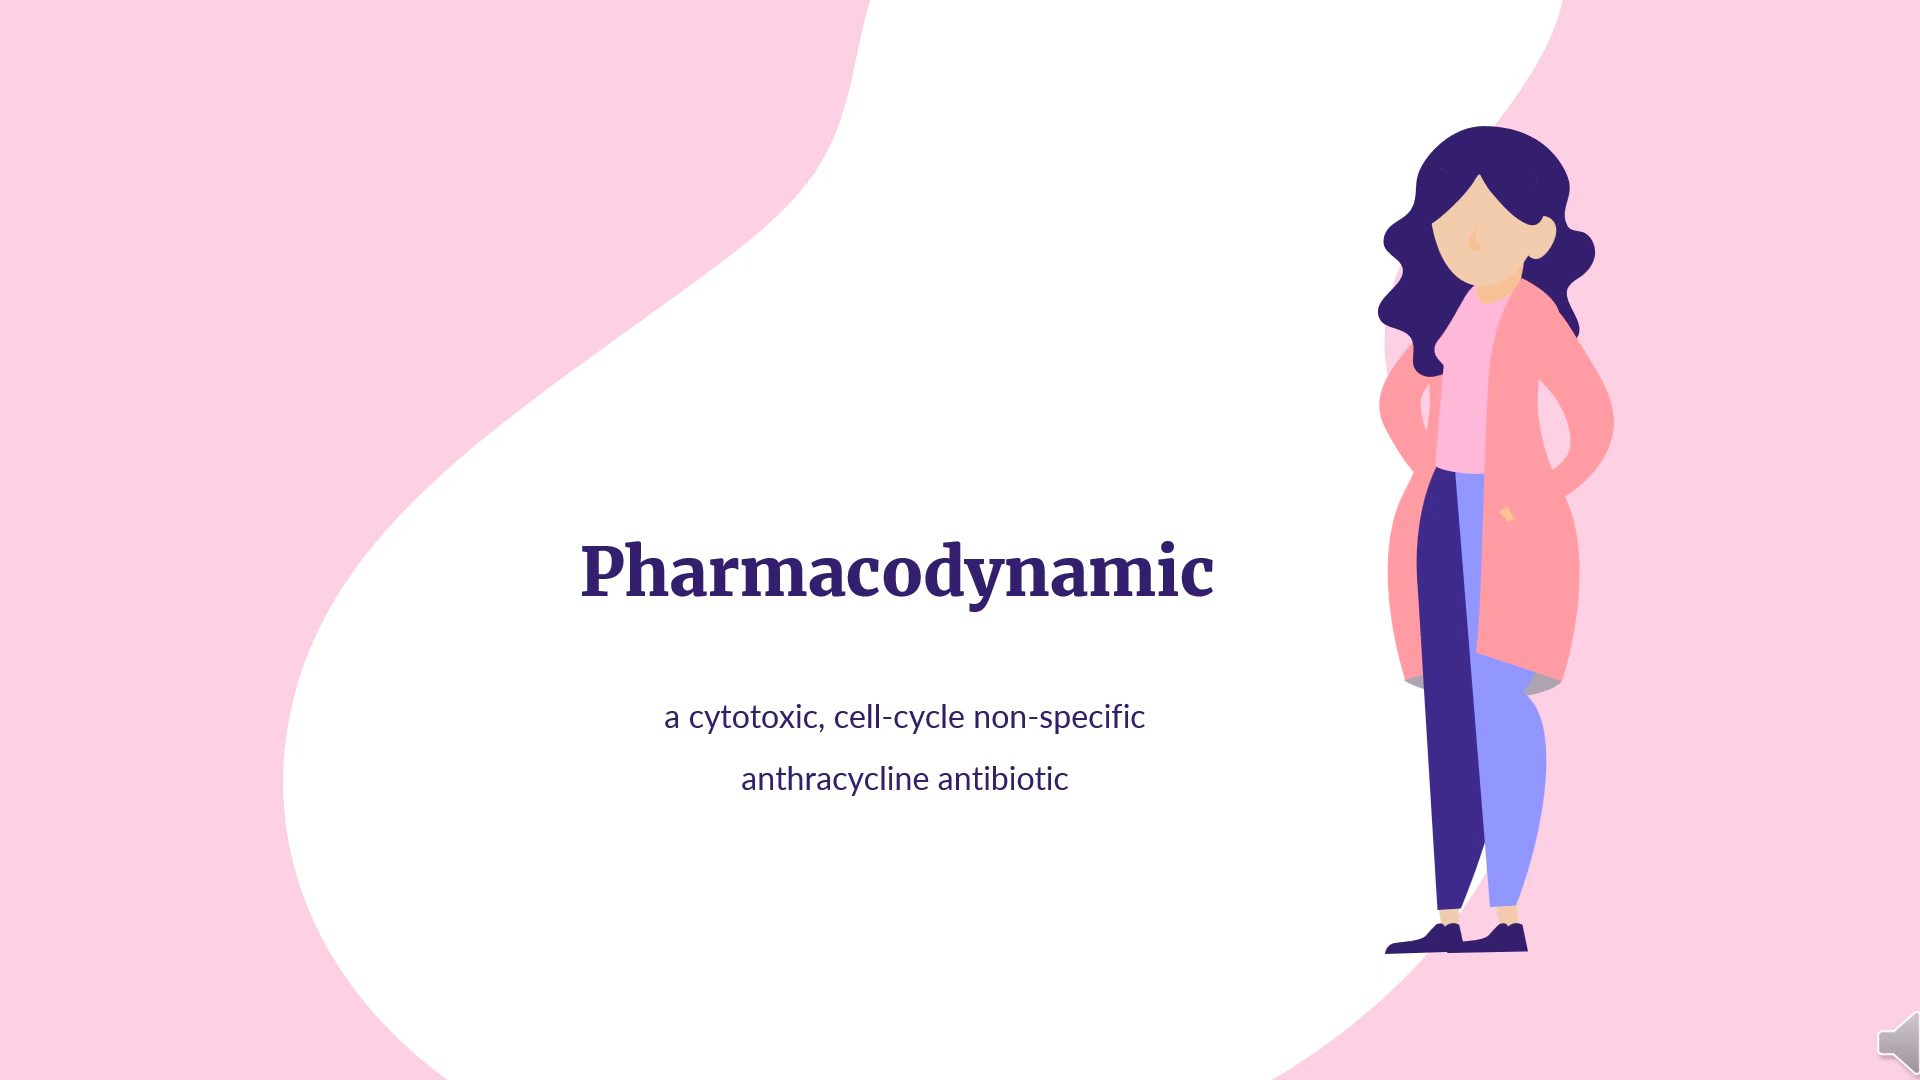 Pharmacodynamic
a cytotoxic, cell-cycle non-specific
anthracycline antibiotic